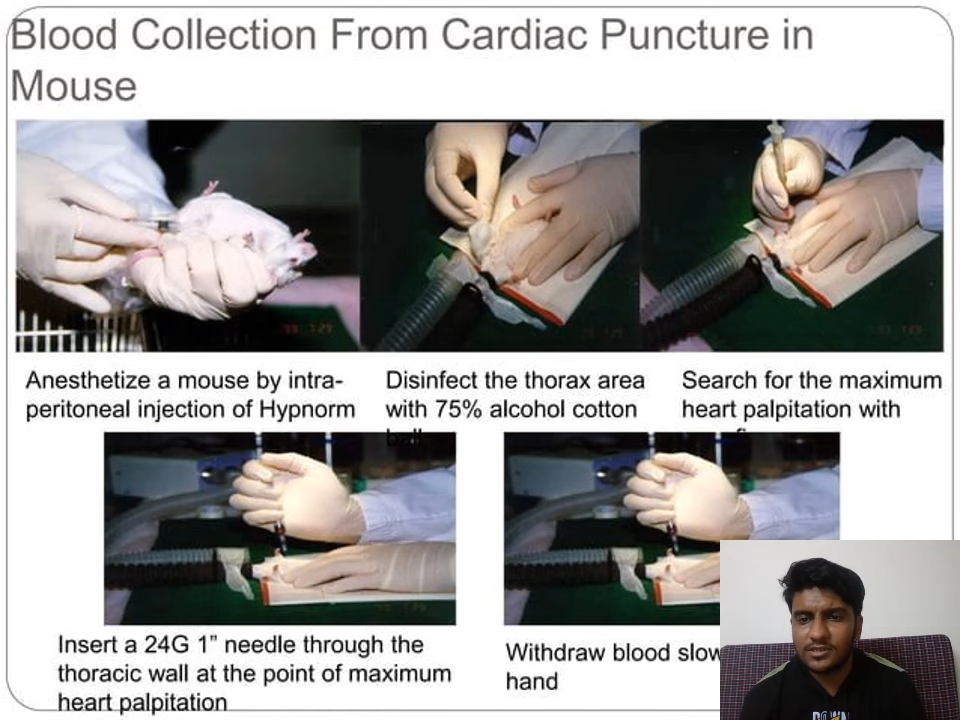 Blood Collection From Cardiac Puncture in
Mouse
Anesthetize a mouse by intra-
peritoneal injection of Hypnorm
Disinfect the thorax area
with 75% alcohol cotton
ball
Search for the maximum
heart palpitation with
Insert a 24G 1” needle through the
thoracic wall at the point of maximum
heart palpitation
Withdraw blood slow
hand